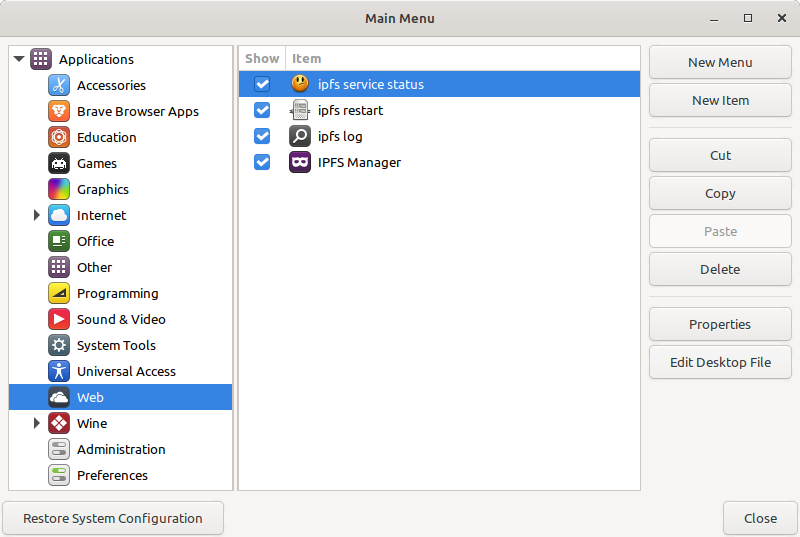 Main Menu
Applications
Accessories
Brave Browser Apps
Education
Games
Graphics
Internet
Office
Other
Programming
Sound & Video
System Tools
Universal Access
Web
Wine
Administration
Preferences
Show Item
ipfs service status
ipfs restart
ipfs log
IPFS Manager
New Menu
New Item
Cut
Copy
Paste
Delete
Properties
Edit Desktop File
Restore System Configuration
Close